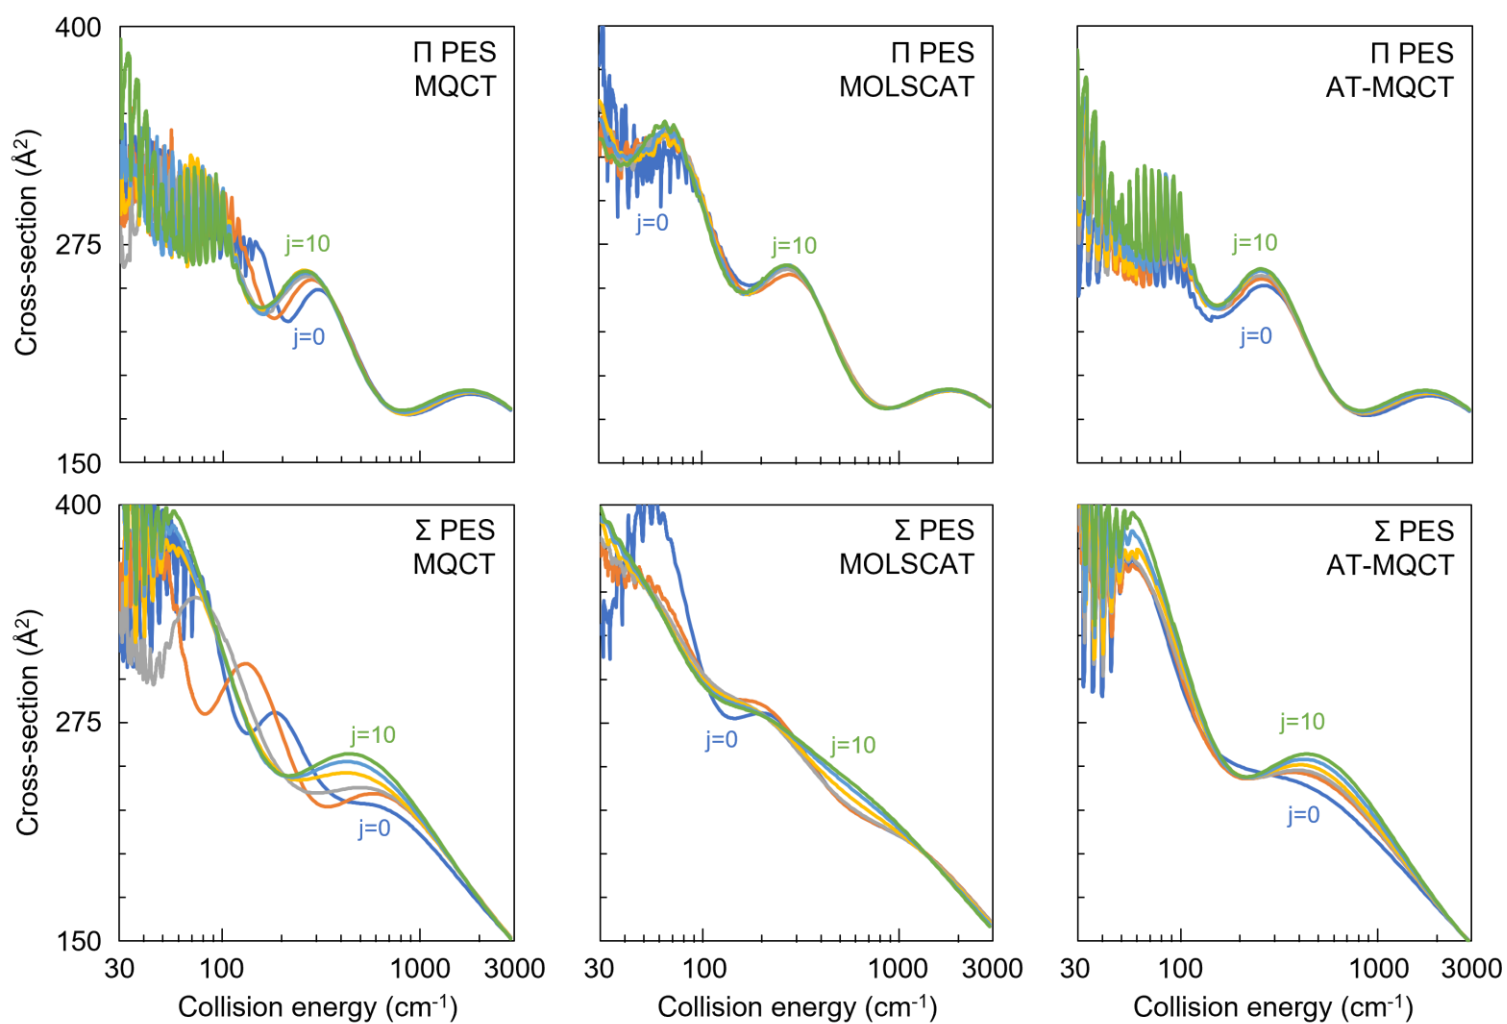 400
275
150
Cross-section (Å²)
Π PES
MQCT
j=10
j=0
Π PES
MOLSCAT
j=0
j=10
Π PES
AT-MQCT
j=10
j=0
400
275
150
Cross-section (Å²)
Σ PES
MQCT
j=10
j=0
30 100 1000 3000
Collision energy (cm⁻¹)
Σ PES
MOLSCAT
j=0
j=10
30 100 1000 3000
Collision energy (cm⁻¹)
Σ PES
AT-MQCT
j=10
j=0
30 100 1000 3000
Collision energy (cm⁻¹)